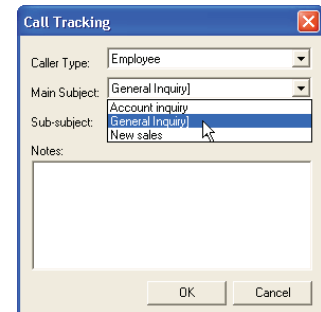 Call Tracking
Caller Type: Employee
Main Subject: General Inquiry]
Account inquiry
Sub-subject: General Inquiry]
New sales
Notes:
OK Cancel